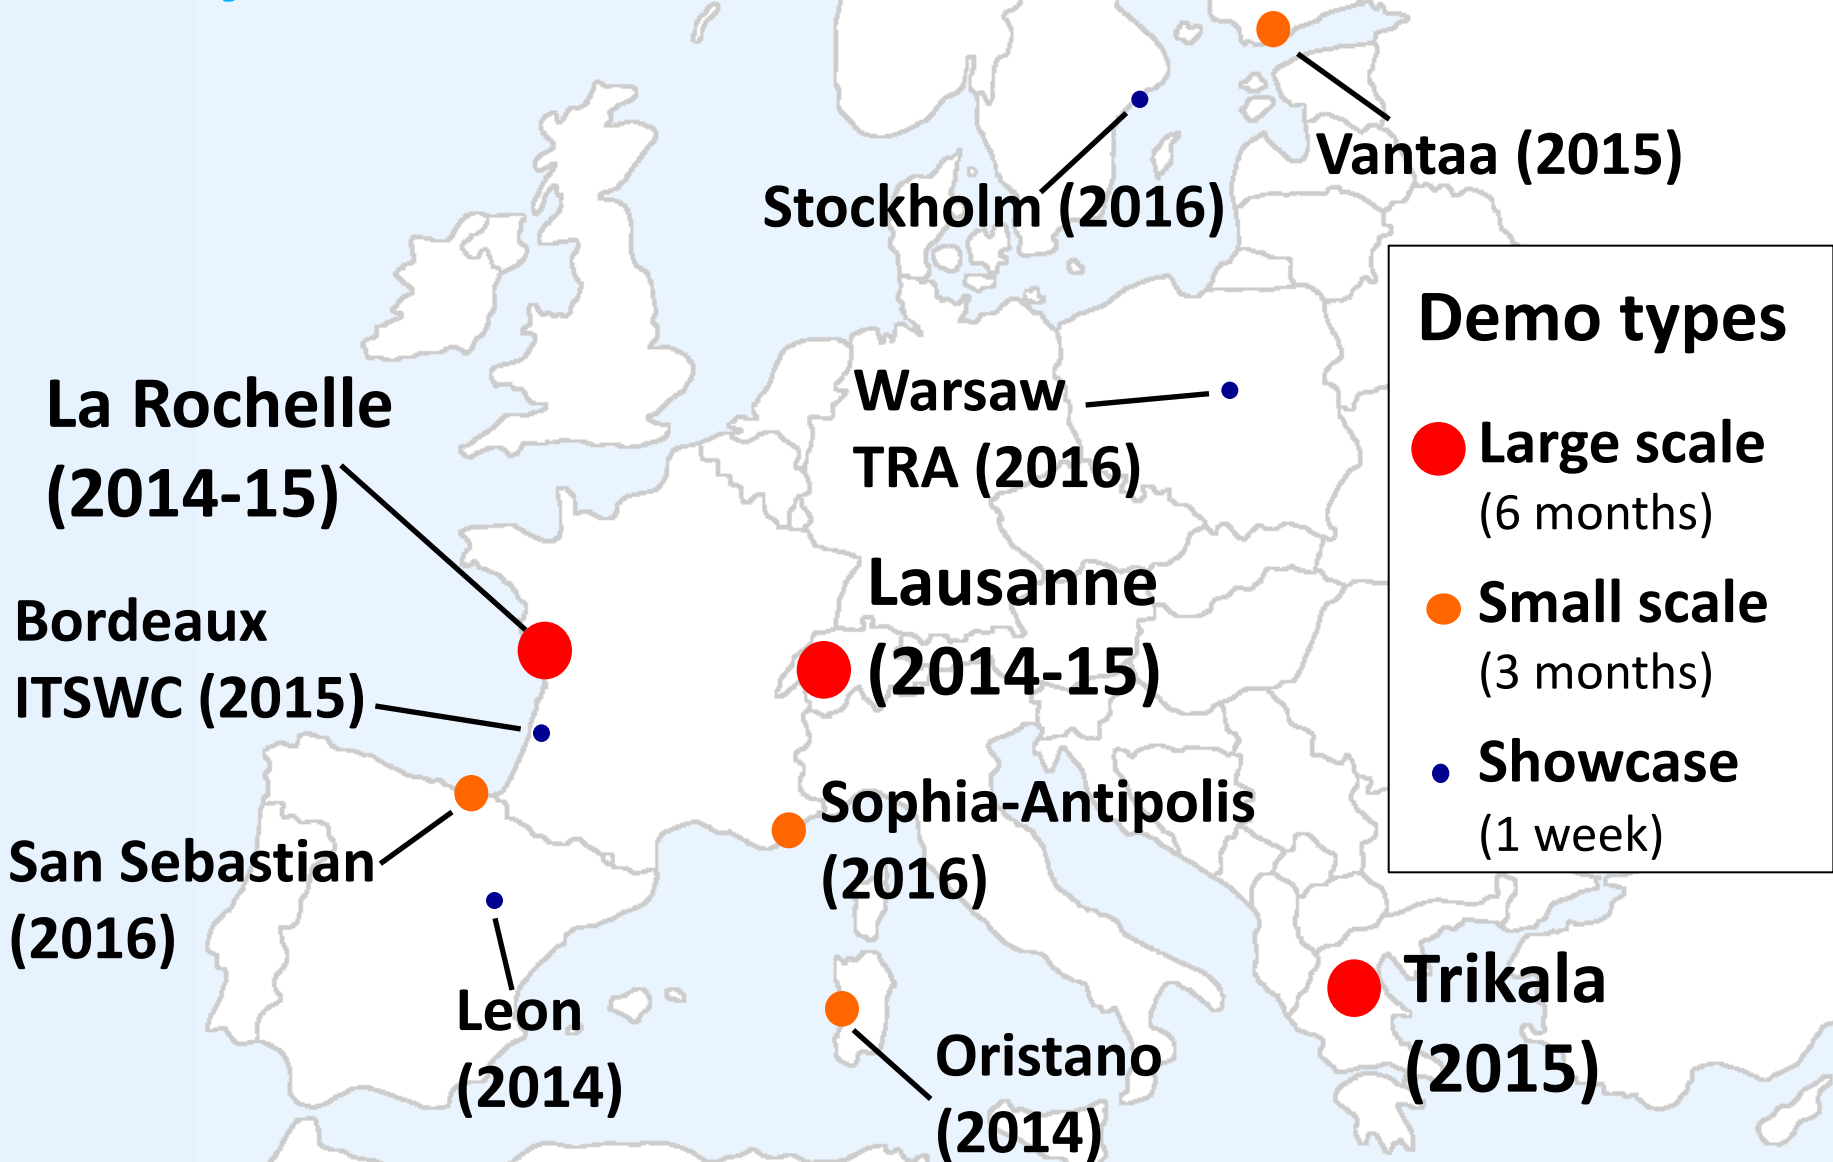 Vantaa (2015)
Stockholm (2016)
Demo types
Large scale
(6 months)
Small scale
(3 months)
Showcase
(1 week)
La Rochelle
(2014-15)
Warsaw
TRA (2016)
Lausanne
(2014-15)
Bordeaux
ITSWC (2015)
Sophia-Antipolis
(2016)
San Sebastian
(2016)
Leon
(2014)
Oristano
(2014)
Trikala
(2015)